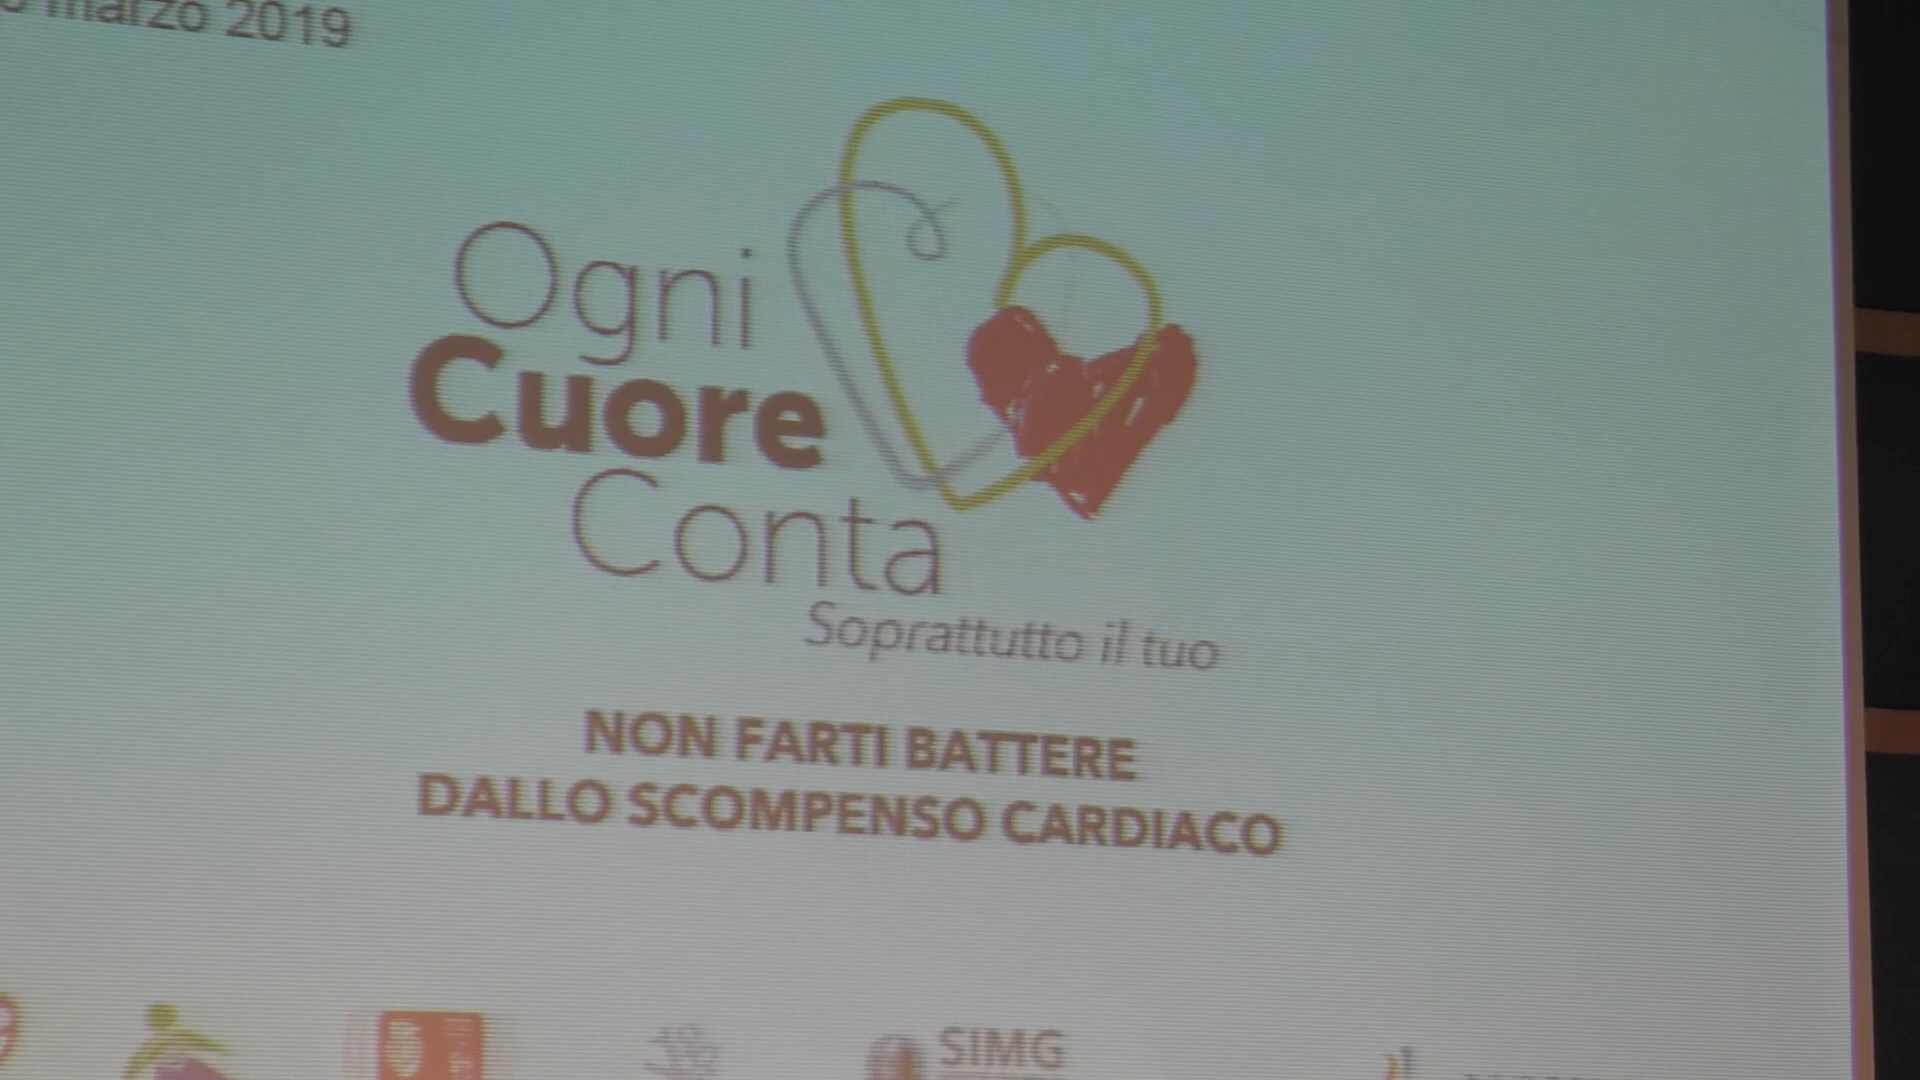 marzo 2019
Ogni
Cuore
Conta
Soprattutto il tuo
NON FARTI BATTERE
DALLO SCOMPENSO CARDIACO
SIMG